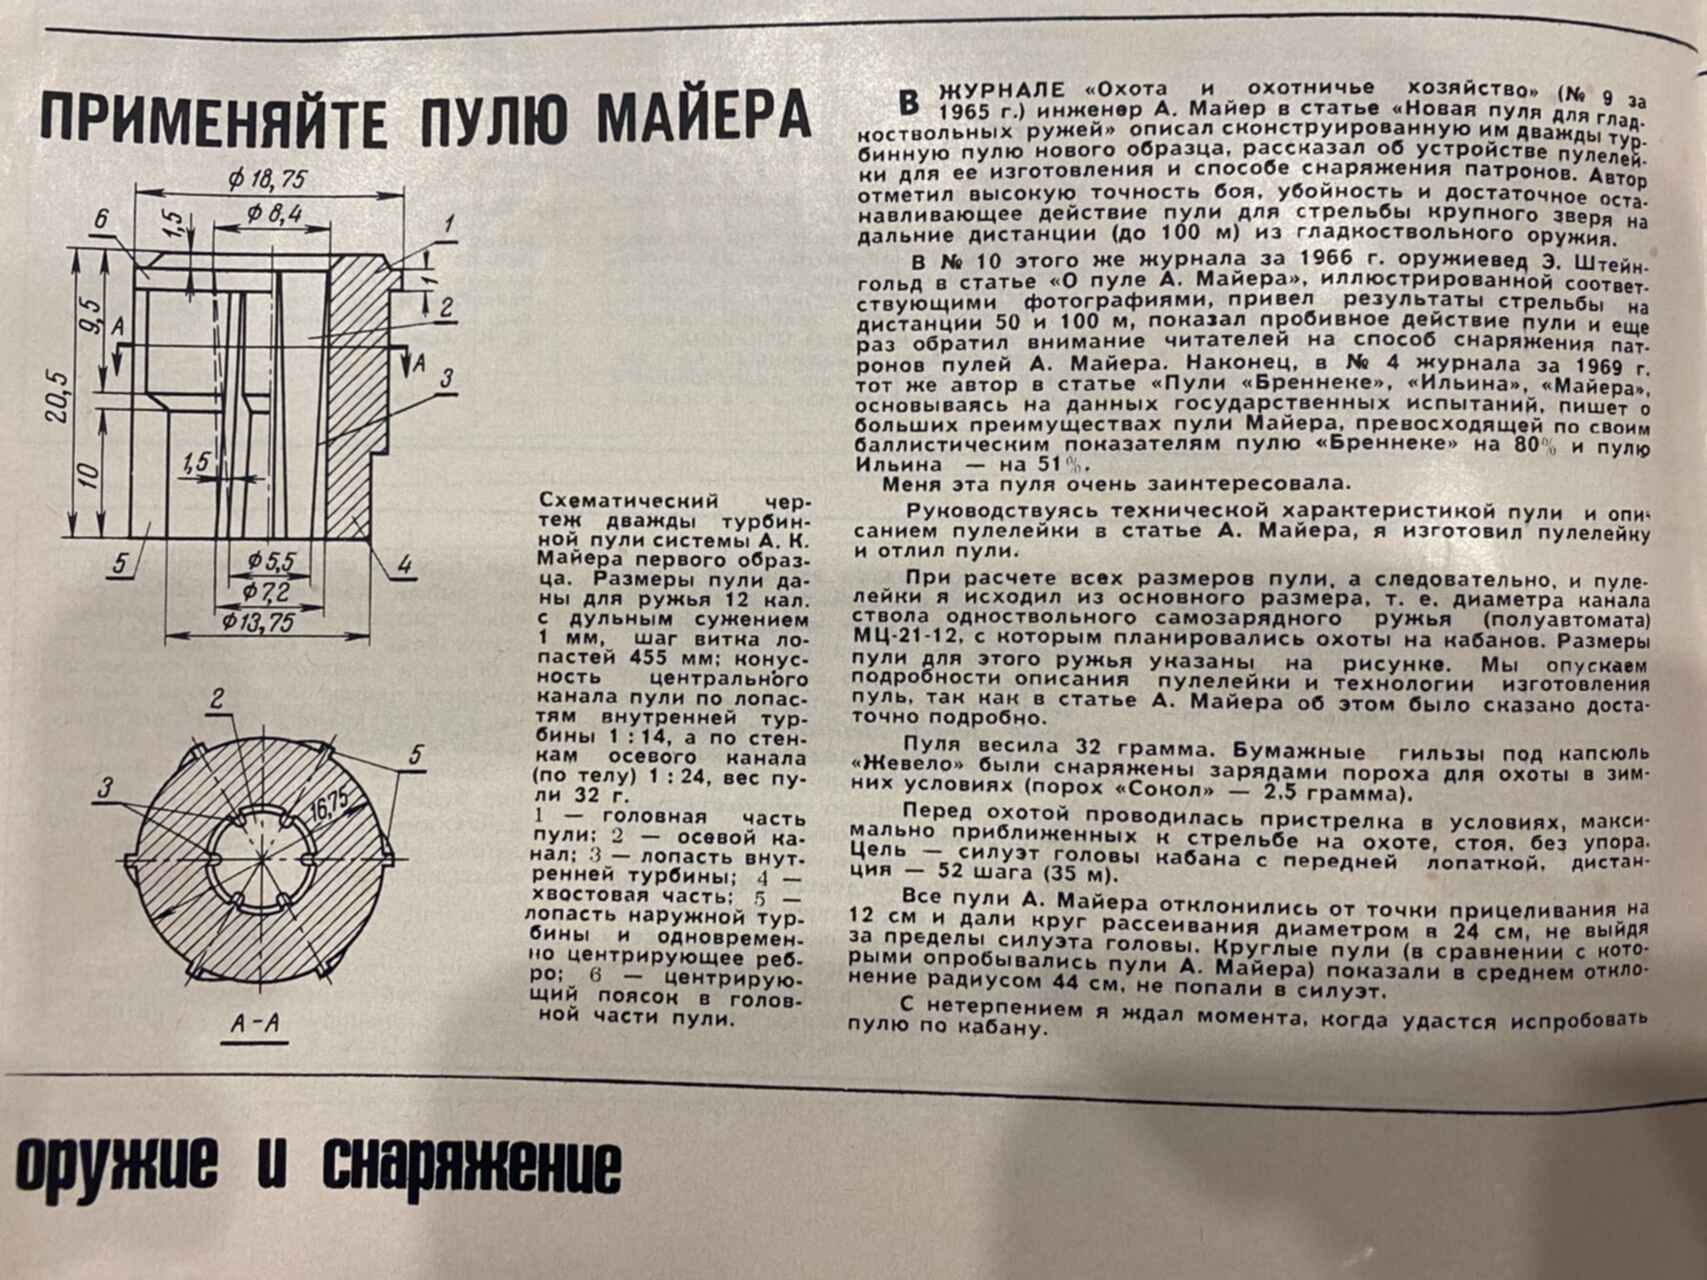 ПРИМЕНЯЙТЕ ПУЛЮ МАЙЕРА
ϕ 18,75
ϕ 8,4
1,5
6
1
1
2
9,5
А
А
3
20,5
10
1,5
5
4
ϕ5,5
ϕ7,2
ϕ13,75
2
5
3
16,75
А-А
Схематический чер-
теж дважды турбин-
ной пули системы А. К.
Майера первого образ-
ца. Размеры пули да-
ны для ружья 12 кал.
с дульным сужением
1 мм, шаг витка ло-
пастей 455 мм; конус-
ность центрального
канала пули по лопас-
тям внутренней тур-
бины 1 : 14, а по стен-
кам осевого канала
(по телу) 1 : 24, вес пу-
ли 32 г.
1 — головная часть
пули; 2 — осевой ка-
нал; 3 — лопасть внут-
ренней турбины; 4 —
хвостовая часть; 5 —
лопасть наружной тур-
бины и одновремен-
но центрирующее реб-
ро; 6 — центрирую-
щий поясок в голов-
ной части пули.
В ЖУРНАЛЕ «Охота и охотничье хозяйство» (№ 9 за
1965 г.) инженер А. Майер в статье «Новая пуля для глад-
коствольных ружей» описал сконструированную им дважды тур-
бинную пулю нового образца, рассказал об устройстве пулелей-
ки для ее изготовления и способе снаряжения патронов. Автор
отметил высокую точность боя, убойность и достаточное оста-
навливающее действие пули для стрельбы крупного зверя на
дальние дистанции (до 100 м) из гладкоствольного оружия.
В № 10 этого же журнала за 1966 г. оружиевед Э. Штейн-
гольд в статье «О пуле А. Майера», иллюстрированной соответ-
ствующими фотографиями, привел результаты стрельбы на
дистанции 50 и 100 м, показал пробивное действие пули и еще
раз обратил внимание читателей на способ снаряжения пат-
ронов пулей А. Майера. Наконец, в № 4 журнала за 1969 г.
тот же автор в статье «Пули «Бреннеке», «Ильина», «Майера»,
основываясь на данных государственных испытаний, пишет о
больших преимуществах пули Майера, превосходящей по своим
баллистическим показателям пулю «Бреннеке» на 80% и пулю
Ильина — на 51%.
Меня эта пуля очень заинтересовала.
Руководствуясь технической характеристикой пули и опи-
санием пулелейки в статье А. Майера, я изготовил пулелейку
и отлил пули.
При расчете всех размеров пули, а следовательно, и пуле-
лейки я исходил из основного размера, т. е. диаметра канала
ствола одноствольного самозарядного ружья (полуавтомата)
МЦ-21-12, с которым планировались охоты на кабанов. Размеры
пули для этого ружья указаны на рисунке. Мы опускаем
подробности описания пулелейки и технологии изготовления
пуль, так как в статье А. Майера об этом было сказано доста-
точно подробно.
Пуля весила 32 грамма. Бумажные гильзы под капсюль
«Жевело» были снаряжены зарядами пороха для охоты в зим-
них условиях (порох «Сокол» — 2,5 грамма).
Перед охотой проводилась пристрелка в условиях, макси-
мально приближенных к стрельбе на охоте, стоя, без упора.
Цель — силуэт головы кабана с передней лопаткой, дистан-
ция — 52 шага (35 м).
Все пули А. Майера отклонились от точки прицеливания на
12 см и дали круг рассеивания диаметром в 24 см, не выйдя
за пределы силуэта головы. Круглые пули (в сравнении с кото-
рыми опробывались пули А. Майера) показали в среднем откло-
нение радиусом 44 см, не попали в силуэт.
С нетерпением я ждал момента, когда удастся испробовать
пулю по кабану.
оружие и снаряжение